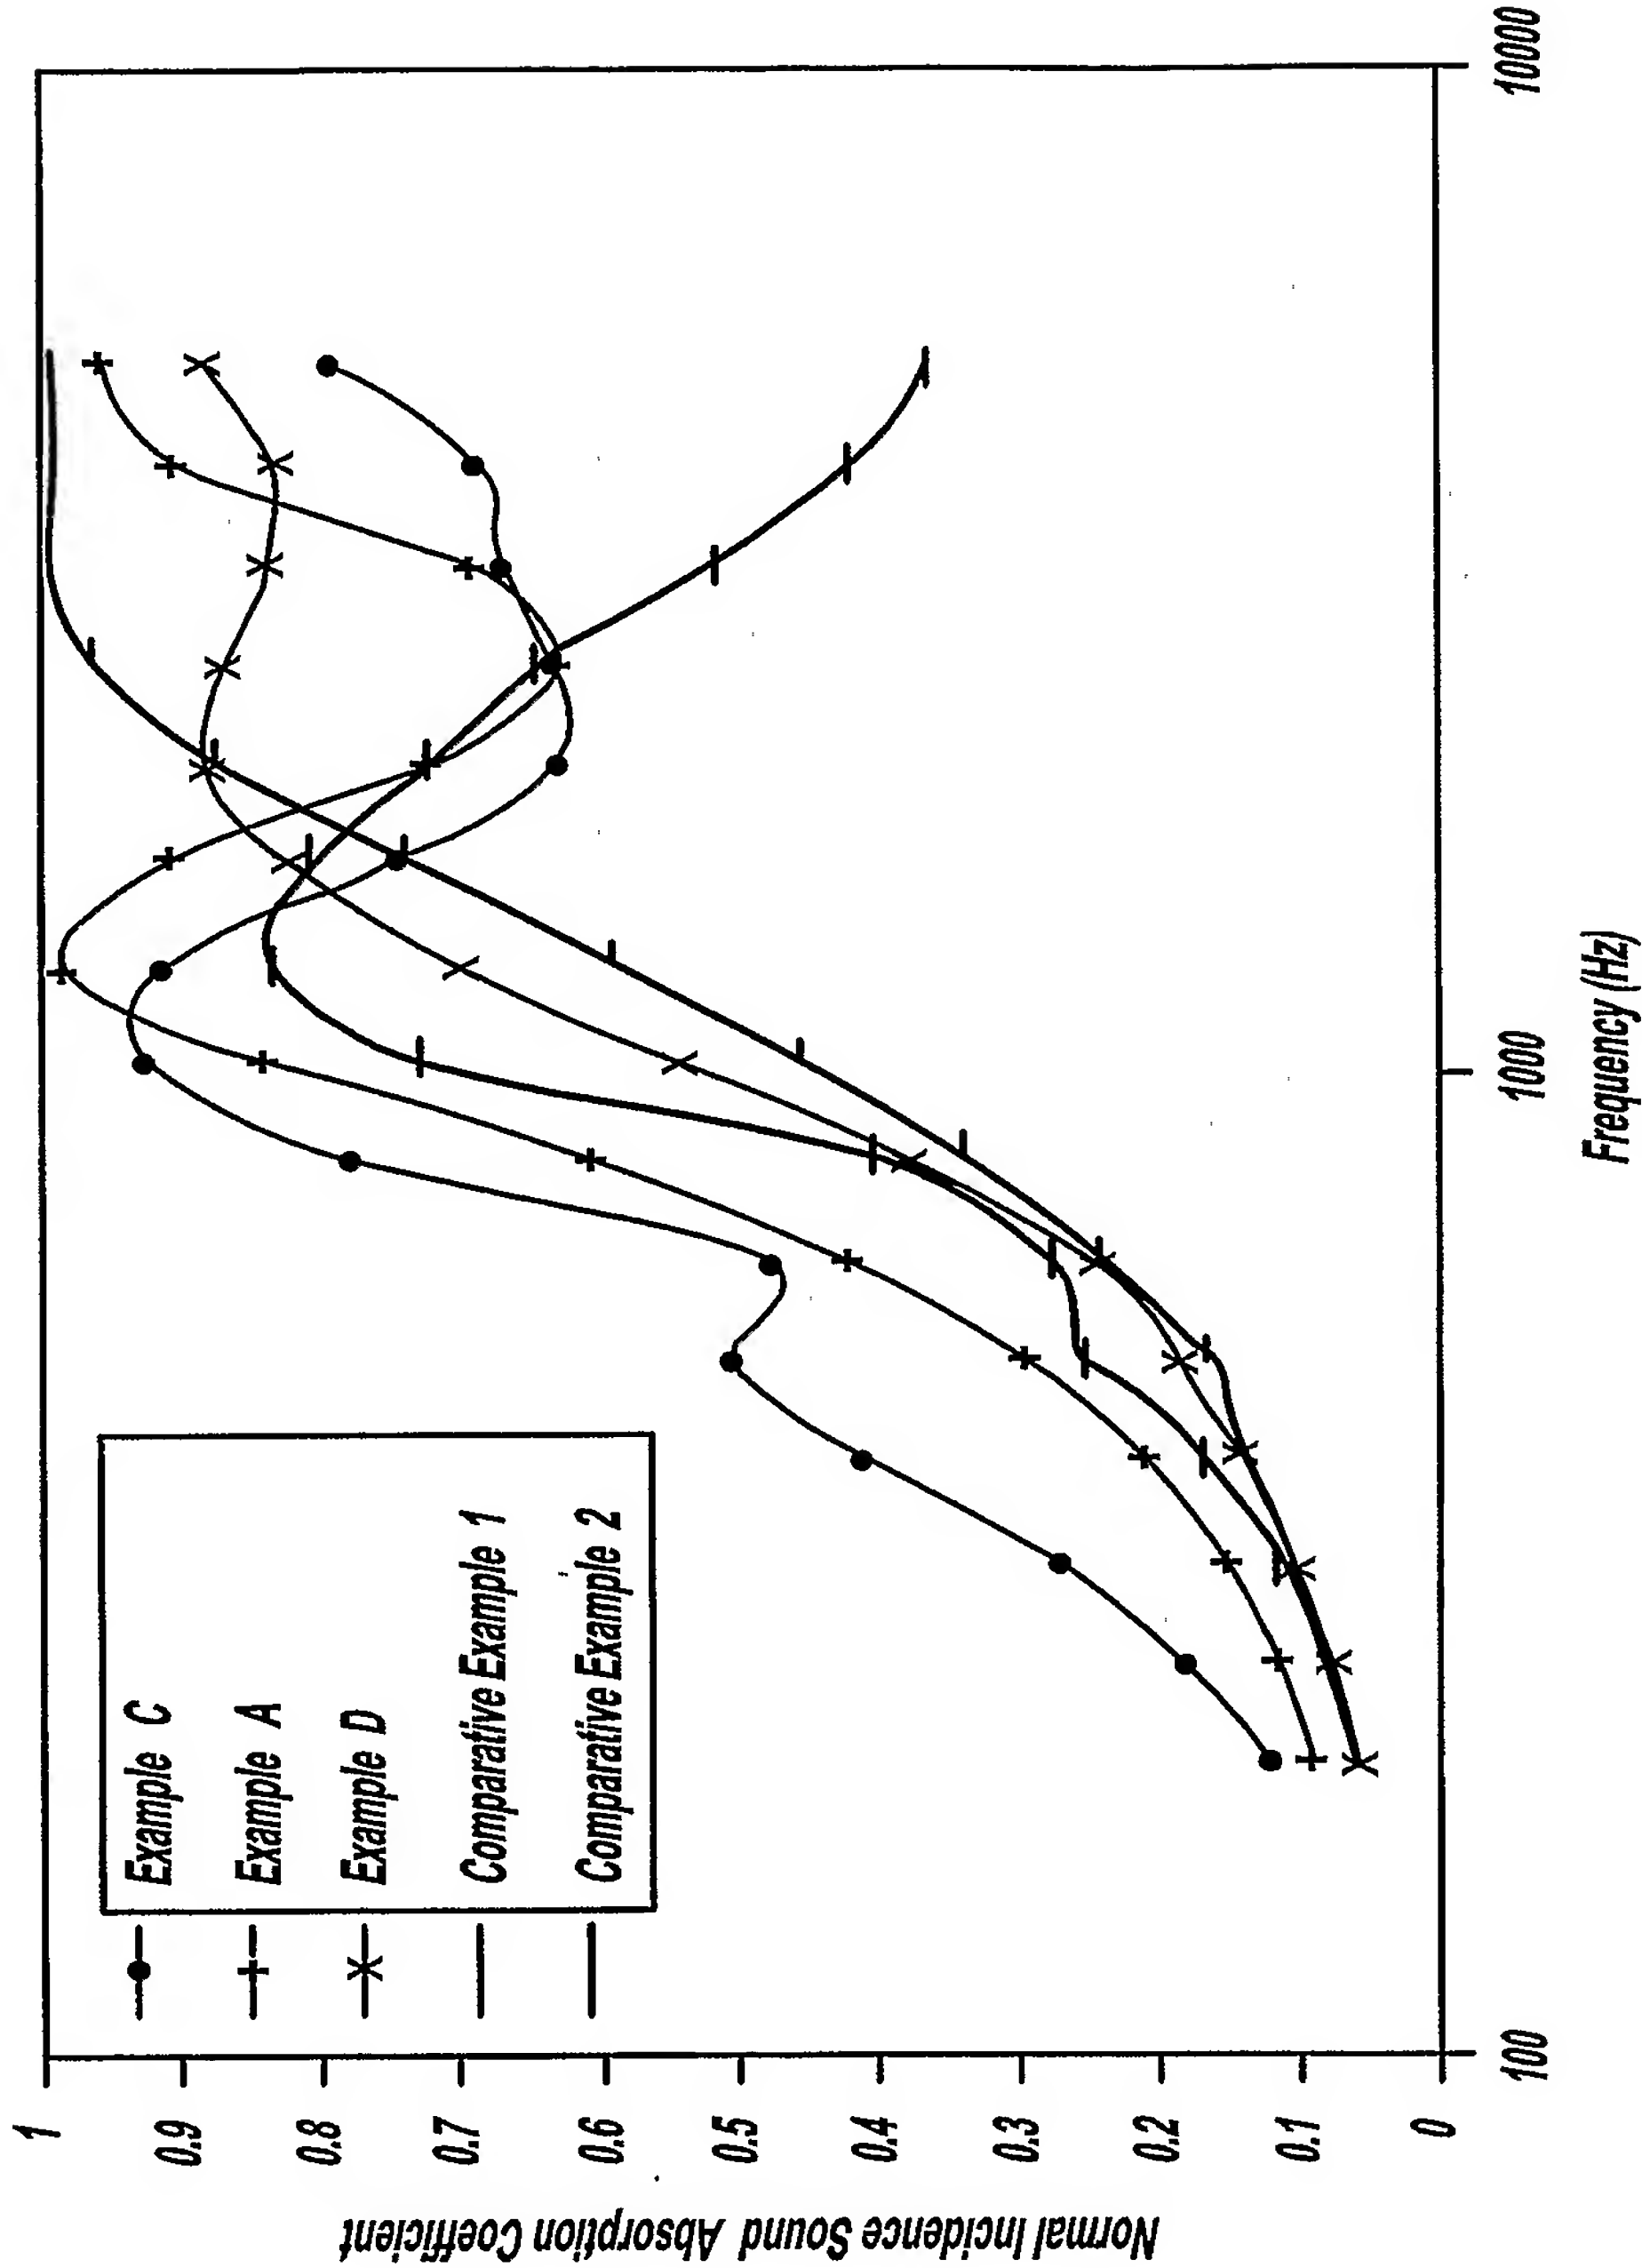 Normal Incidence Sound Absorption Coefficient
1
0.9
0.8
0.7
0.6
0.5
0.4
0.3
0.2
0.1
0
Example C
Example A
Example D
Comparative Example 1
Comparative Example 2
100
1000
10000
Frequency (Hz)